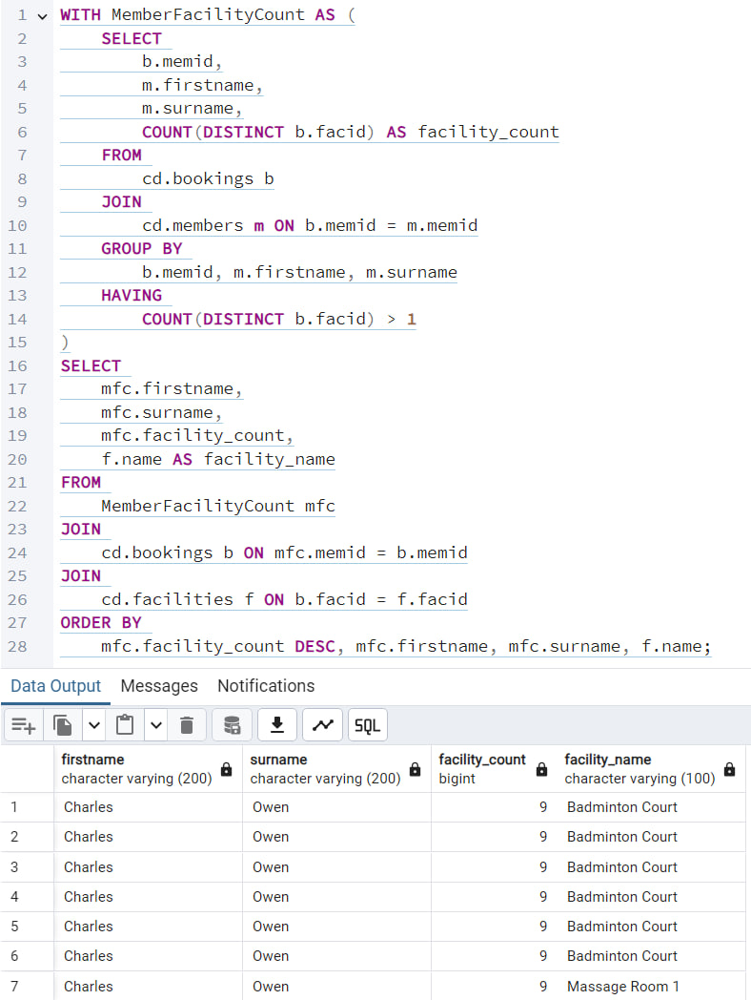 1 WITH MemberFacilityCount AS (
2 SELECT
3 b.memid,
4 m.firstname,
5 m.surname,
6 COUNT(DISTINCT b.facid) AS facility_count
7 FROM
8 cd.bookings b
9 JOIN
10 cd.members m ON b.memid = m.memid
11 GROUP BY
12 b.memid, m.firstname, m.surname
13 HAVING
14 COUNT(DISTINCT b.facid) > 1
15 )
16 SELECT
17 mfc.firstname,
18 mfc.surname,
19 mfc.facility_count,
20 f.name AS facility_name
21 FROM
22 MemberFacilityCount mfc
23 JOIN
24 cd.bookings b ON mfc.memid = b.memid
25 JOIN
26 cd.facilities f ON b.facid = f.facid
27 ORDER BY
28 mfc.facility_count DESC, mfc.firstname, mfc.surname, f.name;
Data Output Messages Notifications
SQL
firstname surname facility_count facility_name
character varying (200) character varying (200) bigint character varying (100)
1 Charles Owen 9 Badminton Court
2 Charles Owen 9 Badminton Court
3 Charles Owen 9 Badminton Court
4 Charles Owen 9 Badminton Court
5 Charles Owen 9 Badminton Court
6 Charles Owen 9 Badminton Court
7 Charles Owen 9 Massage Room 1